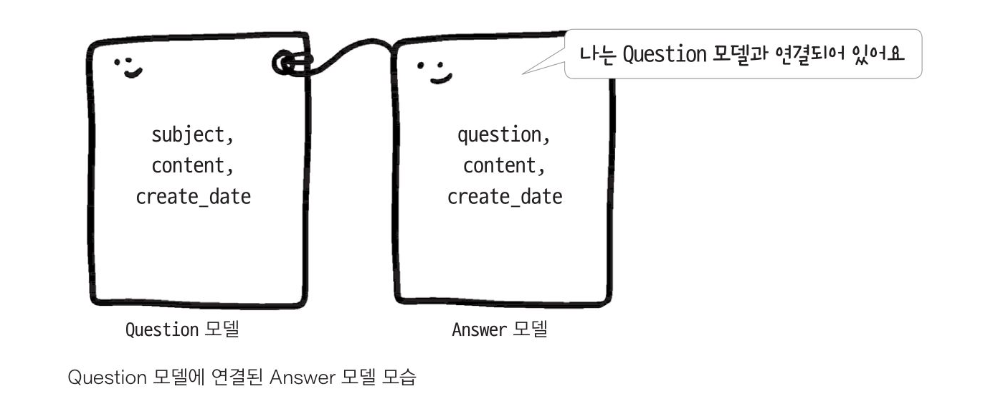 나는 Question 모델과 연결되어 있어요
subject,
content,
create_date
question,
content,
create_date
Question 모델
Answer 모델
Question 모델에 연결된 Answer 모델 모습